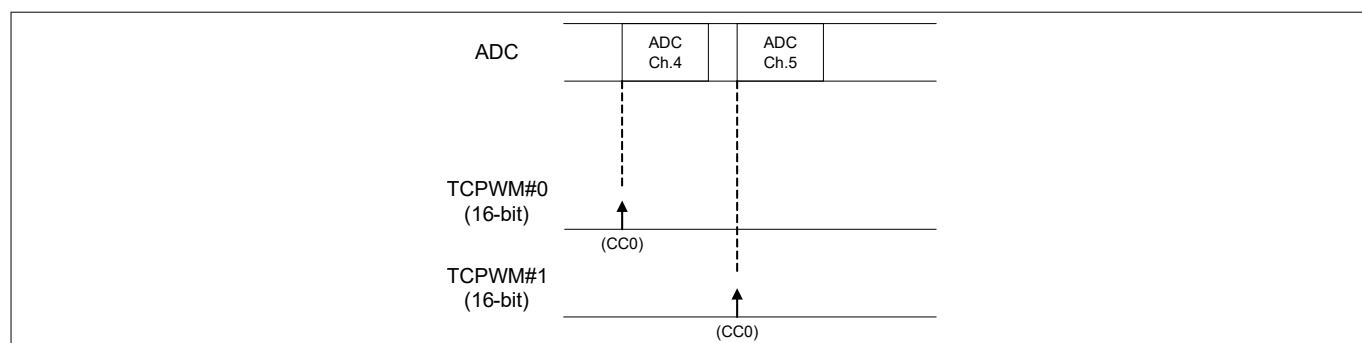 ADC
ADC
Ch.4
ADC
Ch.5
TCPWM#0
(16-bit)
(CC0)
TCPWM#1
(16-bit)
(CC0)